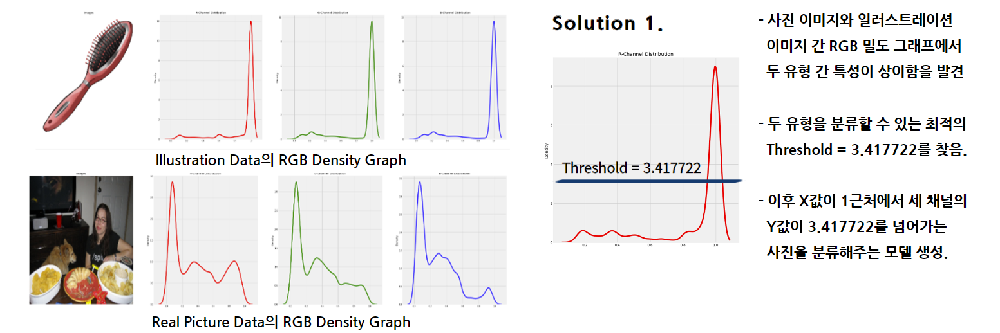 Images
R-Channel Distribution
G-Channel Distribution
B-Channel Distribution
Density
Density
Density
Illustration Data의 RGB Density Graph
Images
Density
Density
Density
/spin
Real Picture Data의 RGB Density Graph
Solution 1.
R-Channel Distribution
Density
8
6
4
2
0
0.2
0.4
0.6
0.8
1.0
Threshold = 3.417722
- 사진 이미지와 일러스트레이션
이미지 간 RGB 밀도 그래프에서
두 유형 간 특성이 상이함을 발견
- 두 유형을 분류할 수 있는 최적의
Threshold = 3.417722를 찾음.
- 이후 X값이 1근처에서 세 채널의
Y값이 3.417722를 넘어가는
사진을 분류해주는 모델 생성.